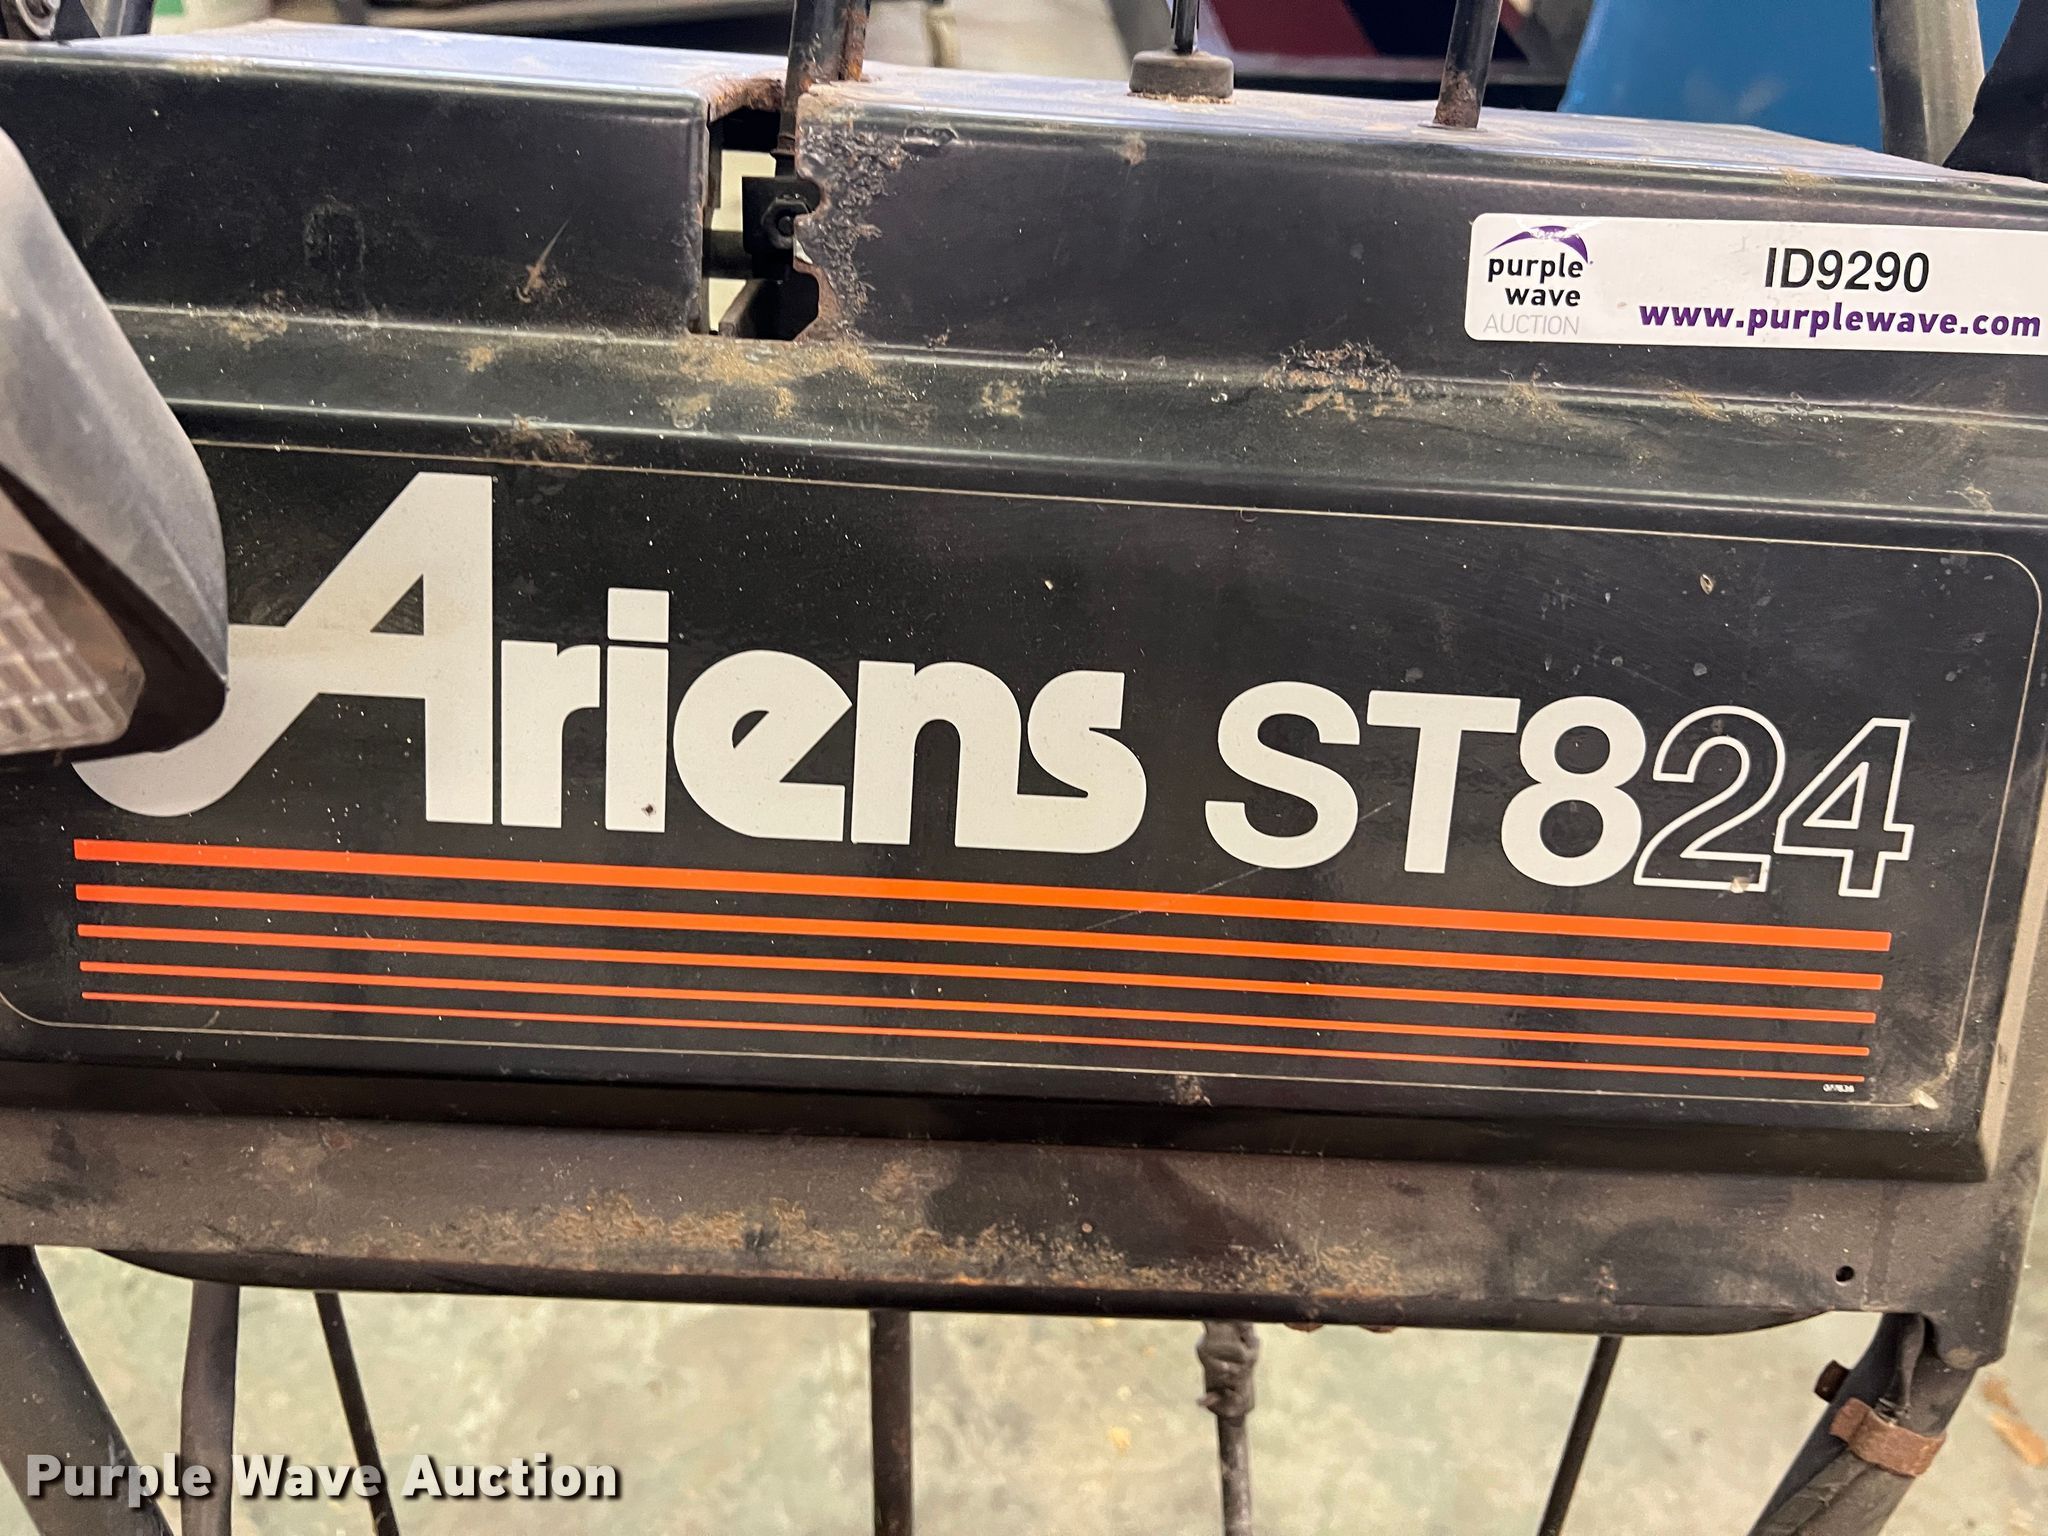 purple
wave
AUCTION
ID9290
www.purplewave.com
Ariens ST824
Purple Wave Auction